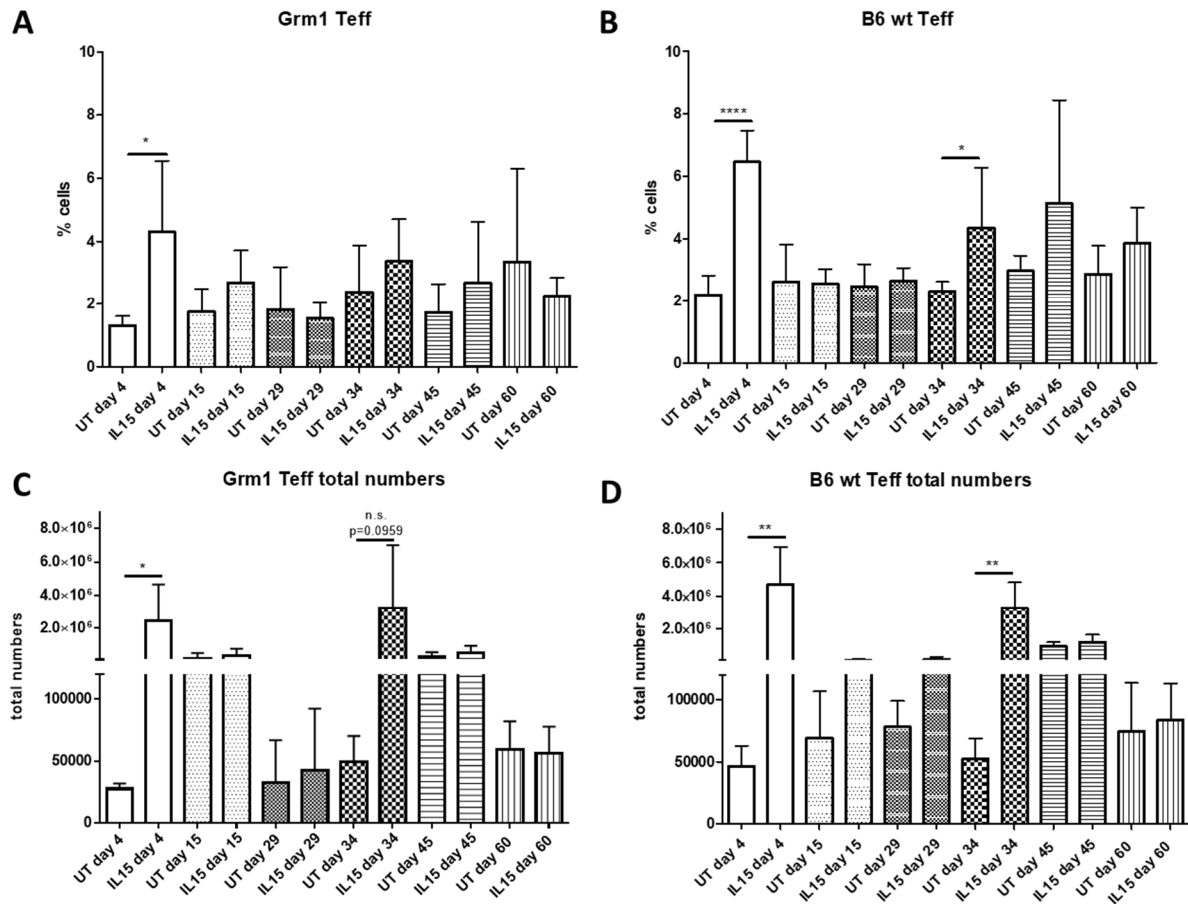 A
Grm1 Teff
% cells
10
8
6
4
2
0
*
UT day 4
IL15 day 4
UT day 15
IL15 day 15
UT day 29
IL15 day 29
UT day 34
IL15 day 34
UT day 45
IL15 day 45
UT day 60
IL15 day 60
B
B6 wt Teff
% cells
10
8
6
4
2
0
****
*
UT day 4
IL15 day 4
UT day 15
IL15 day 15
UT day 29
IL15 day 29
UT day 34
IL15 day 34
UT day 45
IL15 day 45
UT day 60
IL15 day 60
C
Grm1 Teff total numbers
total numbers
8.0×10⁶
6.0×10⁶
4.0×10⁶
2.0×10⁶
100000
50000
0
*
n.s.
p=0.0959
UT day 4
IL15 day 4
UT day 15
IL15 day 15
UT day 29
IL15 day 29
UT day 34
IL15 day 34
UT day 45
IL15 day 45
UT day 60
IL15 day 60
D
B6 wt Teff total numbers
total numbers
8.0×10⁶
6.0×10⁶
4.0×10⁶
2.0×10⁶
100000
50000
0
**
**
UT day 4
IL15 day 4
UT day 15
IL15 day 15
UT day 29
IL15 day 29
UT day 34
IL15 day 34
UT day 45
IL15 day 45
UT day 60
IL15 day 60